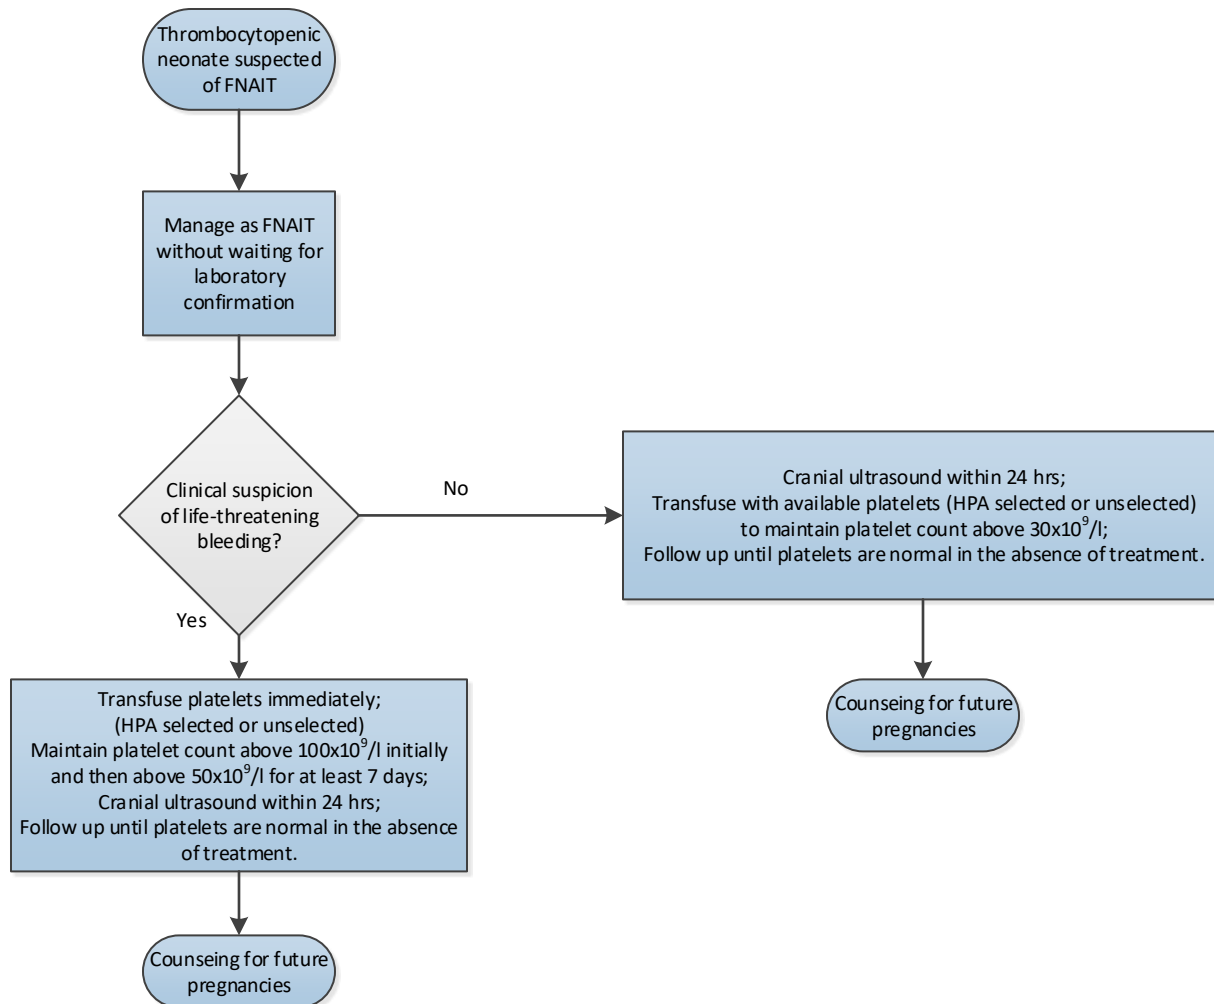 Thrombocytopenic
neonate suspected
of FNAIT
Manage as FNAIT
without waiting for
laboratory
confirmation
Clinical suspicion
of life-threatening
bleeding?
No
Cranial ultrasound within 24 hrs;
Transfuse with available platelets (HPA selected or unselected)
to maintain platelet count above 30x10⁹/l;
Follow up until platelets are normal in the absence of treatment.
Counseing for future
pregnancies
Yes
Transfuse platelets immediately;
(HPA selected or unselected)
Maintain platelet count above 100x10⁹/l initially
and then above 50x10⁹/l for at least 7 days;
Cranial ultrasound within 24 hrs;
Follow up until platelets are normal in the absence
of treatment.
Counseing for future
pregnancies